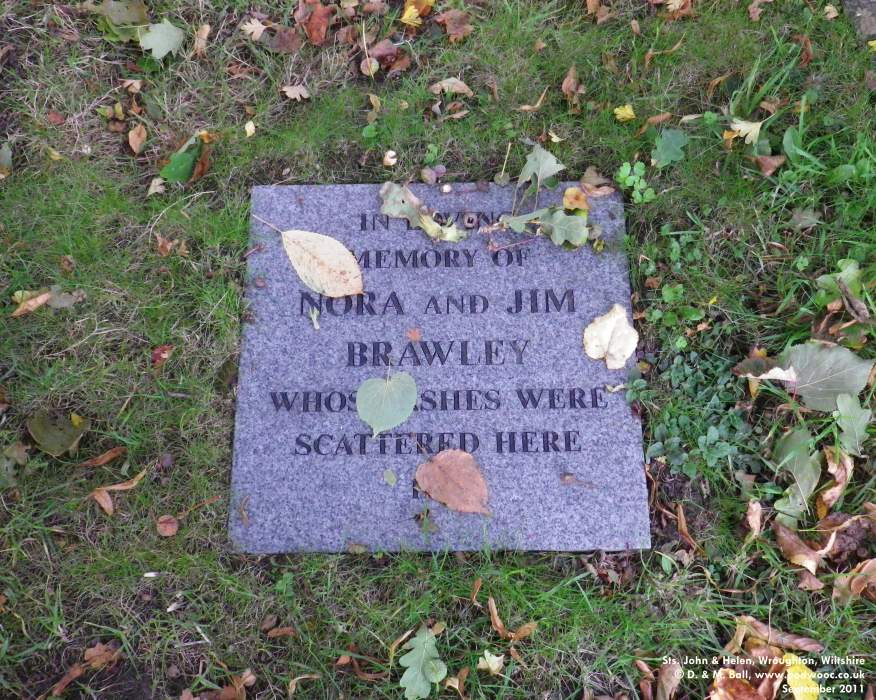 IN LOVING
MEMORY OF
NORA AND JIM
BRAWLEY
WHOSE ASHES WERE
SCATTERED HERE
Sts. John & Helen, Wroughton, Wiltshire
© D. & M. Ball, www.oodwooc.co.uk
September 2011